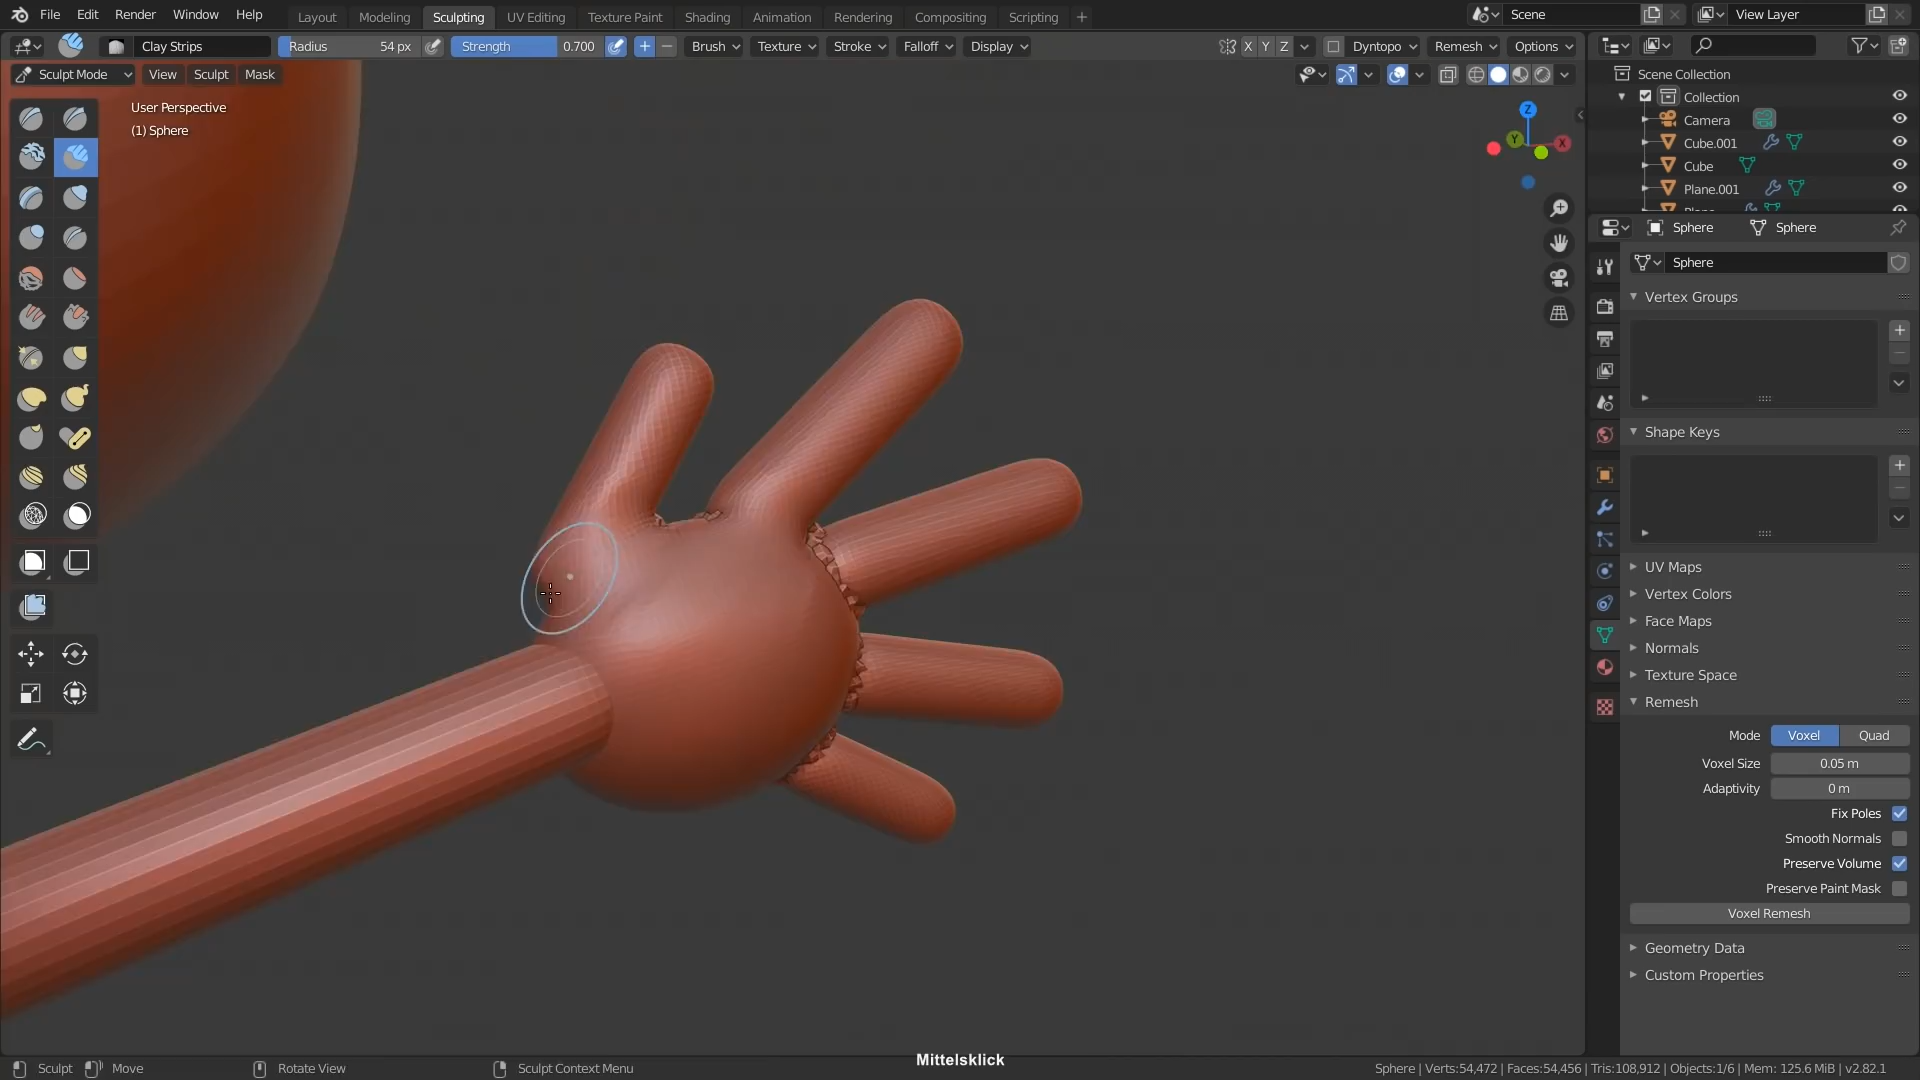 File Edit Render Window Help Layout Modeling Sculpting UV Editing Texture Paint Shading Animation Rendering Compositing Scripting + Scene View Layer
Clay Strips Radius 54 px Strength 0.700 Brush Texture Stroke Falloff Display X Y Z Dyntopo Remesh Options
Sculpt Mode View Sculpt Mask
User Perspective
(1) Sphere
Z
Y
X
Scene Collection
Collection
Camera
Cube.001
Cube
Plane.001
Sphere Sphere
Sphere
Vertex Groups
Shape Keys
UV Maps
Vertex Colors
Face Maps
Normals
Texture Space
Remesh
Mode Voxel Quad
Voxel Size 0.05 m
Adaptivity 0 m
Fix Poles
Smooth Normals
Preserve Volume
Preserve Paint Mask
Voxel Remesh
Geometry Data
Custom Properties
Mittelsklick
Sculpt Move Rotate View Sculpt Context Menu Sphere | Verts:54,472 | Faces:54,456 | Tris:108,912 | Objects:1/6 | Mem: 125.6 MiB | v2.82.1